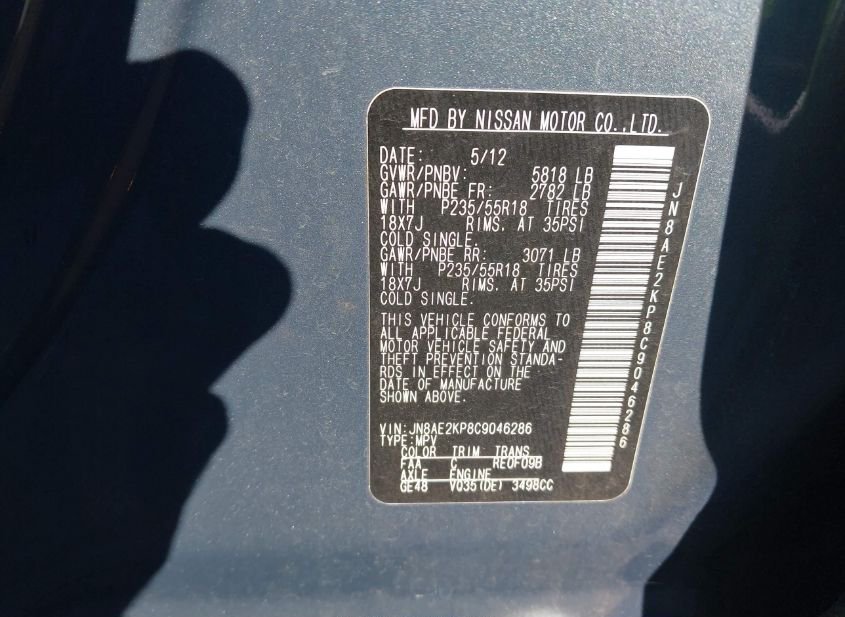 MFD BY NISSAN MOTOR CO.,LTD.
DATE: 5/12
GVWR/PNBV: 5818 LB
GAWR/PNBE FR: 2782 LB
WITH P235/55R18 TIRES
18X7J RIMS. AT 35PSI
COLD SINGLE.
GAWR/PNBE RR: 3071 LB
WITH P235/55R18 TIRES
18X7J RIMS. AT 35PSI
COLD SINGLE.
THIS VEHICLE CONFORMS TO
ALL APPLICABLE FEDERAL
MOTOR VEHICLE SAFETY AND
THEFT PREVENTION STANDA-
RDS IN EFFECT ON THE
DATE OF MANUFACTURE
SHOWN ABOVE.
VIN: JN8AE2KP8C9046286
TYPE: MPV
COLOR TRIM TRANS
FAA C RE0F09B
AXLE ENGINE
GE48 VQ35(DE) 3498CC
JN8AE2KP8C9046286